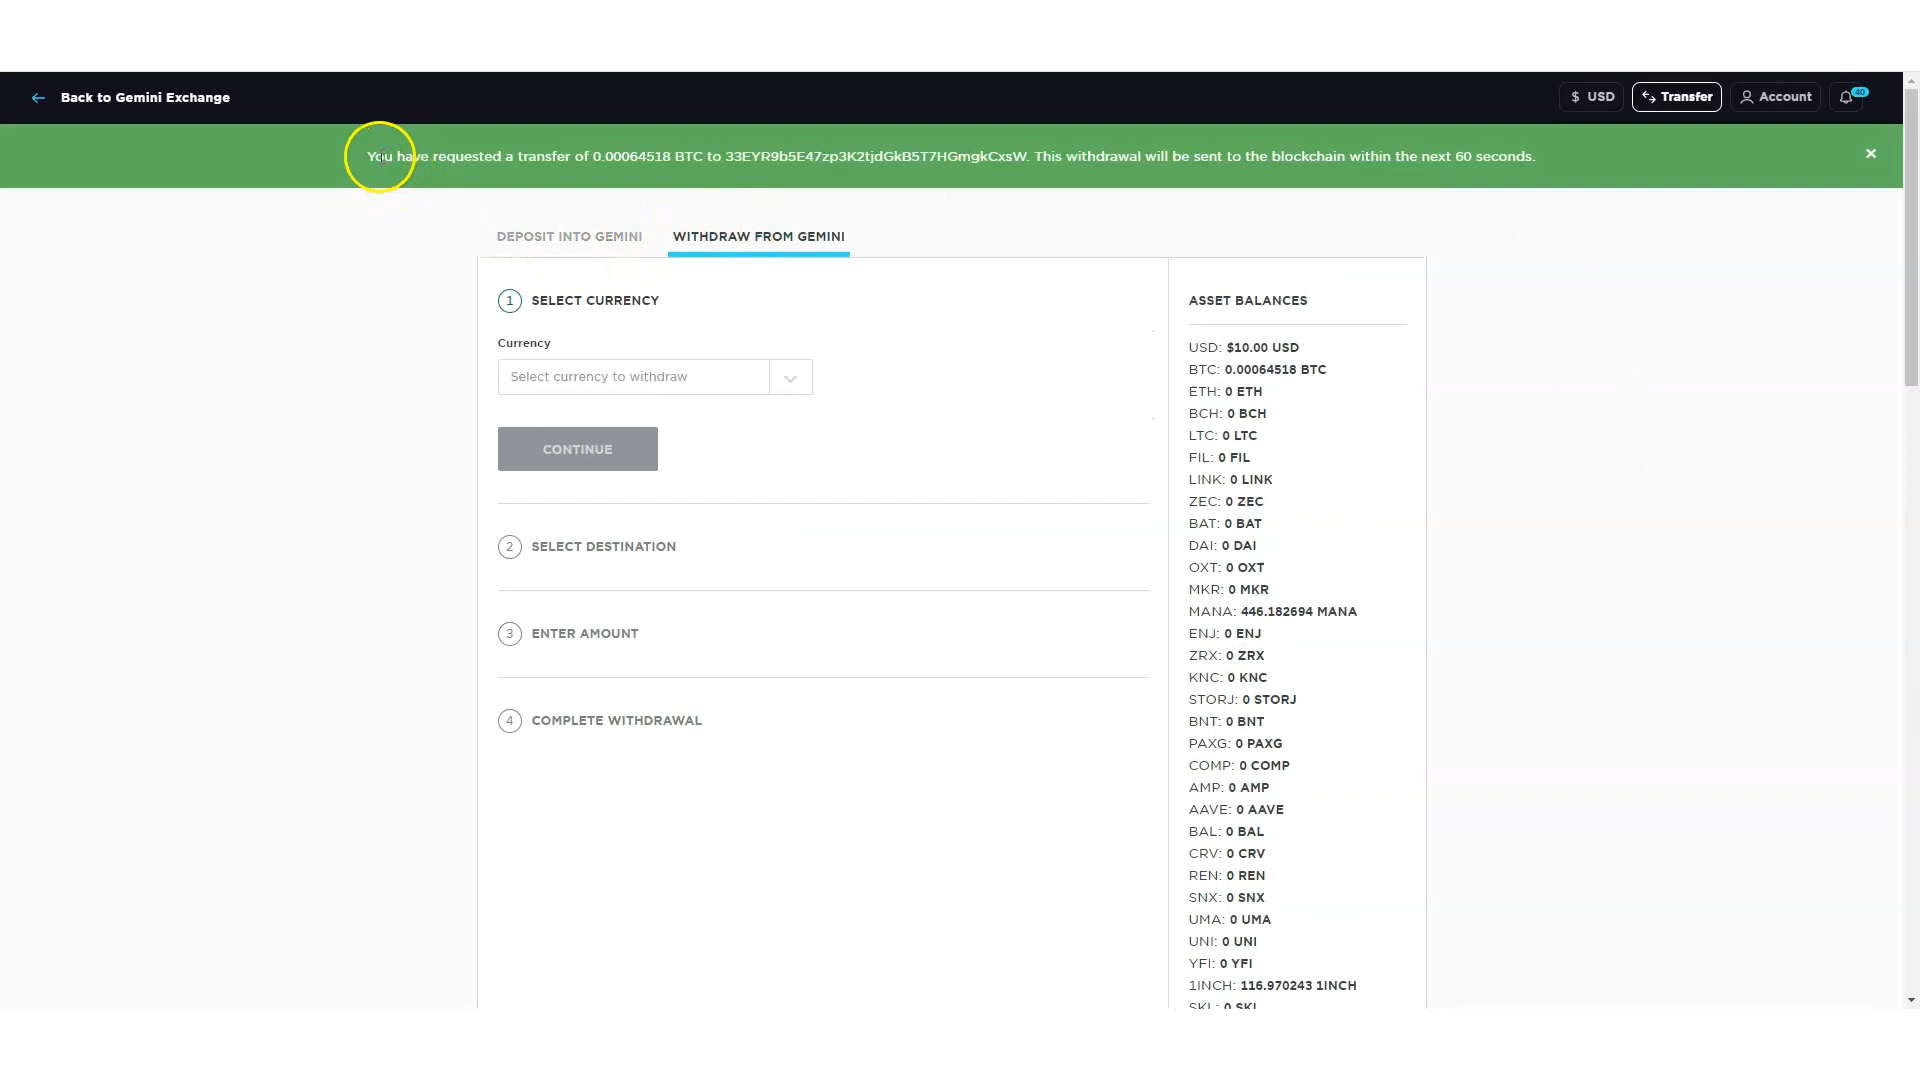 Back to Gemini Exchange
$ USD
Transfer
Account
40
You have requested a transfer of 0.00064518 BTC to 33EYR9b5E47zp3K2tjdGkB5T7HGmgkCxsW. This withdrawal will be sent to the blockchain within the next 60 seconds.
DEPOSIT INTO GEMINI
WITHDRAW FROM GEMINI
1 SELECT CURRENCY
Currency
Select currency to withdraw
CONTINUE
2 SELECT DESTINATION
3 ENTER AMOUNT
4 COMPLETE WITHDRAWAL
ASSET BALANCES
USD: $10.00 USD
BTC: 0.00064518 BTC
ETH: 0 ETH
BCH: 0 BCH
LTC: 0 LTC
FIL: 0 FIL
LINK: 0 LINK
ZEC: 0 ZEC
BAT: 0 BAT
DAI: 0 DAI
OXT: 0 OXT
MKR: 0 MKR
MANA: 446.182694 MANA
ENJ: 0 ENJ
ZRX: 0 ZRX
KNC: 0 KNC
STORJ: 0 STORJ
BNT: 0 BNT
PAXG: 0 PAXG
COMP: 0 COMP
AMP: 0 AMP
AAVE: 0 AAVE
BAL: 0 BAL
CRV: 0 CRV
REN: 0 REN
SNX: 0 SNX
UMA: 0 UMA
UNI: 0 UNI
YFI: 0 YFI
1INCH: 116.970243 1INCH
SKL: 0 SKL